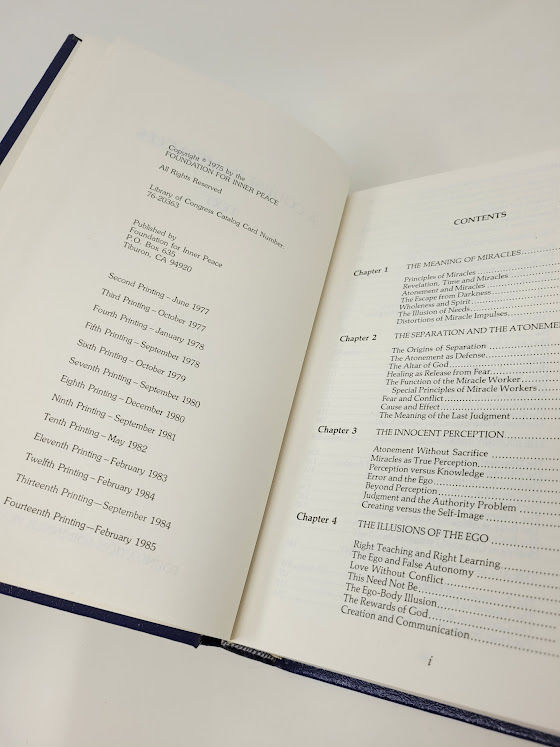 Copyright © 1975 by the
FOUNDATION FOR INNER PEACE
All Rights Reserved
Library of Congress Catalog Card Number:
76-20363
Published by
Foundation for Inner Peace
P.O. Box 635
Tiburon, CA 94920
Second Printing – June 1977
Third Printing – October 1977
Fourth Printing – January 1978
Fifth Printing – September 1978
Sixth Printing – October 1979
Seventh Printing – September 1980
Eighth Printing – December 1980
Ninth Printing – September 1981
Tenth Printing – May 1982
Eleventh Printing – February 1983
Twelfth Printing – February 1984
Thirteenth Printing – September 1984
Fourteenth Printing—February 1985
CONTENTS
Chapter 1 THE MEANING OF MIRACLES
Principles of Miracles
Revelation, Time and Miracles
Atonement and Miracles
The Escape from Darkness
Wholeness and Spirit
The Illusion of Needs
Distortions of Miracle Impulses
Chapter 2 THE SEPARATION AND THE ATONEME
The Origins of Separation
The Atonement as Defense
The Altar of God
Healing as Release from Fear
The Function of the Miracle Worker
Special Principles of Miracle Workers
Fear and Conflict
Cause and Effect
The Meaning of the Last Judgment
Chapter 3 THE INNOCENT PERCEPTION
Atonement Without Sacrifice
Miracles as True Perception
Perception versus Knowledge
Error and the Ego
Beyond Perception
Judgment and the Authority Problem
Creating versus the Self-Image
Chapter 4 THE ILLUSIONS OF THE EGO
Right Teaching and Right Learning
The Ego and False Autonomy
Love Without Conflict
This Need Not Be
The Ego-Body Illusion
The Rewards of God
Creation and Communication
i